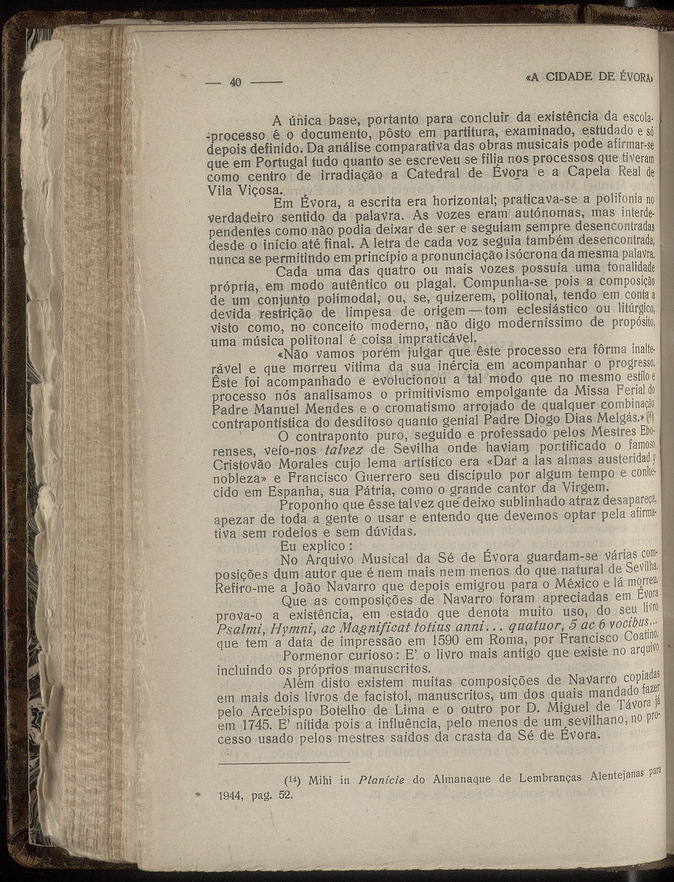 — 40 —
«A CIDADE DE ÉVORA»
A única base, portanto para concluir da existência da escola-
-processo é o documento, pôsto em partitura, examinado, estudado e só
depois definido. Da análise comparativa das obras musicais pode afirmar-se
que em Portugal tudo quanto se escreveu se filia nos processos que tiveram
como centro de irradiação a Catedral de Évora e a Capela Real de
Vila Viçosa.
Em Évora, a escrita era horizontal; praticava-se a polifonia no
verdadeiro sentido da palavra. As vozes eram autónomas, mas interde-
pendentes como não podia deixar de ser e seguiam sempre desencontradas
desde o início até final. A letra de cada voz seguia também desencontrada,
nunca se permitindo em princípio a pronunciação isócrona da mesma palavra.
Cada uma das quatro ou mais vozes possuía uma tonalidade
própria, em modo autêntico ou plagal. Compunha-se pois a composição
de um conjunto polimodal, ou, se, quizerem, politonal, tendo em conta a
devida restrição de limpesa de origem — tom eclesiástico ou litúrgico,
visto como, no conceito moderno, não digo moderníssimo de propósito,
uma música politonal é coisa impraticável.
«Não vamos porém julgar que êste processo era fôrma inalte-
rável e que morreu vitima da sua inércia em acompanhar o progresso.
Êste foi acompanhado e evolucionou a tal modo que no mesmo estilo e
processo nós analisamos o primitivismo empolgante da Missa Ferial do
Padre Manuel Mendes e o cromatismo arrojado de qualquer combinação
contrapontística do desditoso quanto genial Padre Diogo Dias Melgás.» (¹⁴)
O contraponto puro, seguido e professado pelos Mestres Ebo-
renses, veío-nos talvez de Sevilha onde haviam pontificado o famoso
Cristovão Morales cujo lema artístico era «Dar a las almas austeridad y
nobleza» e Francisco Guerrero seu discípulo por algum tempo e conhe-
cido em Espanha, sua Pátria, como o grande cantor da Virgem.
Proponho que êsse talvez que deixo sublinhado atraz desapareça,
apezar de toda a gente o usar e entendo que devemos optar pela afirma-
tiva sem rodeios e sem dúvidas.
Eu explico :
No Arquivo Musical da Sé de Évora guardam-se várias com-
posições dum autor que é nem mais nem menos do que natural de Sevilha.
Refiro-me a João Navarro que depois emigrou para o México e lá morreu.
Que as composições de Navarro foram apreciadas em Évora
prova-o a existência, em estado que denota muito uso, do seu livro
Psalmi, Hymni, ac Magnificat totius anni... quatuor, 5 ac 6 vocibus...
que tem a data de impressão em 1590 em Roma, por Francisco Coatino.
Pormenor curioso : E' o livro mais antigo que existe no arquivo
incluindo os próprios manuscritos.
Além disto existem muitas composições de Navarro copiadas
em mais dois livros de facistol, manuscritos, um dos quais mandado fazer
pelo Arcebispo Botelho de Lima e o outro por D. Miguel de Távora já
em 1745. E' nítida pois a influência, pelo menos de um sevilhano, no pro-
cesso usado pelos mestres saídos da crasta da Sé de Évora.
(¹⁴) Mihi in Planície do Almanaque de Lembranças Alentejanas para
1944, pag. 52.